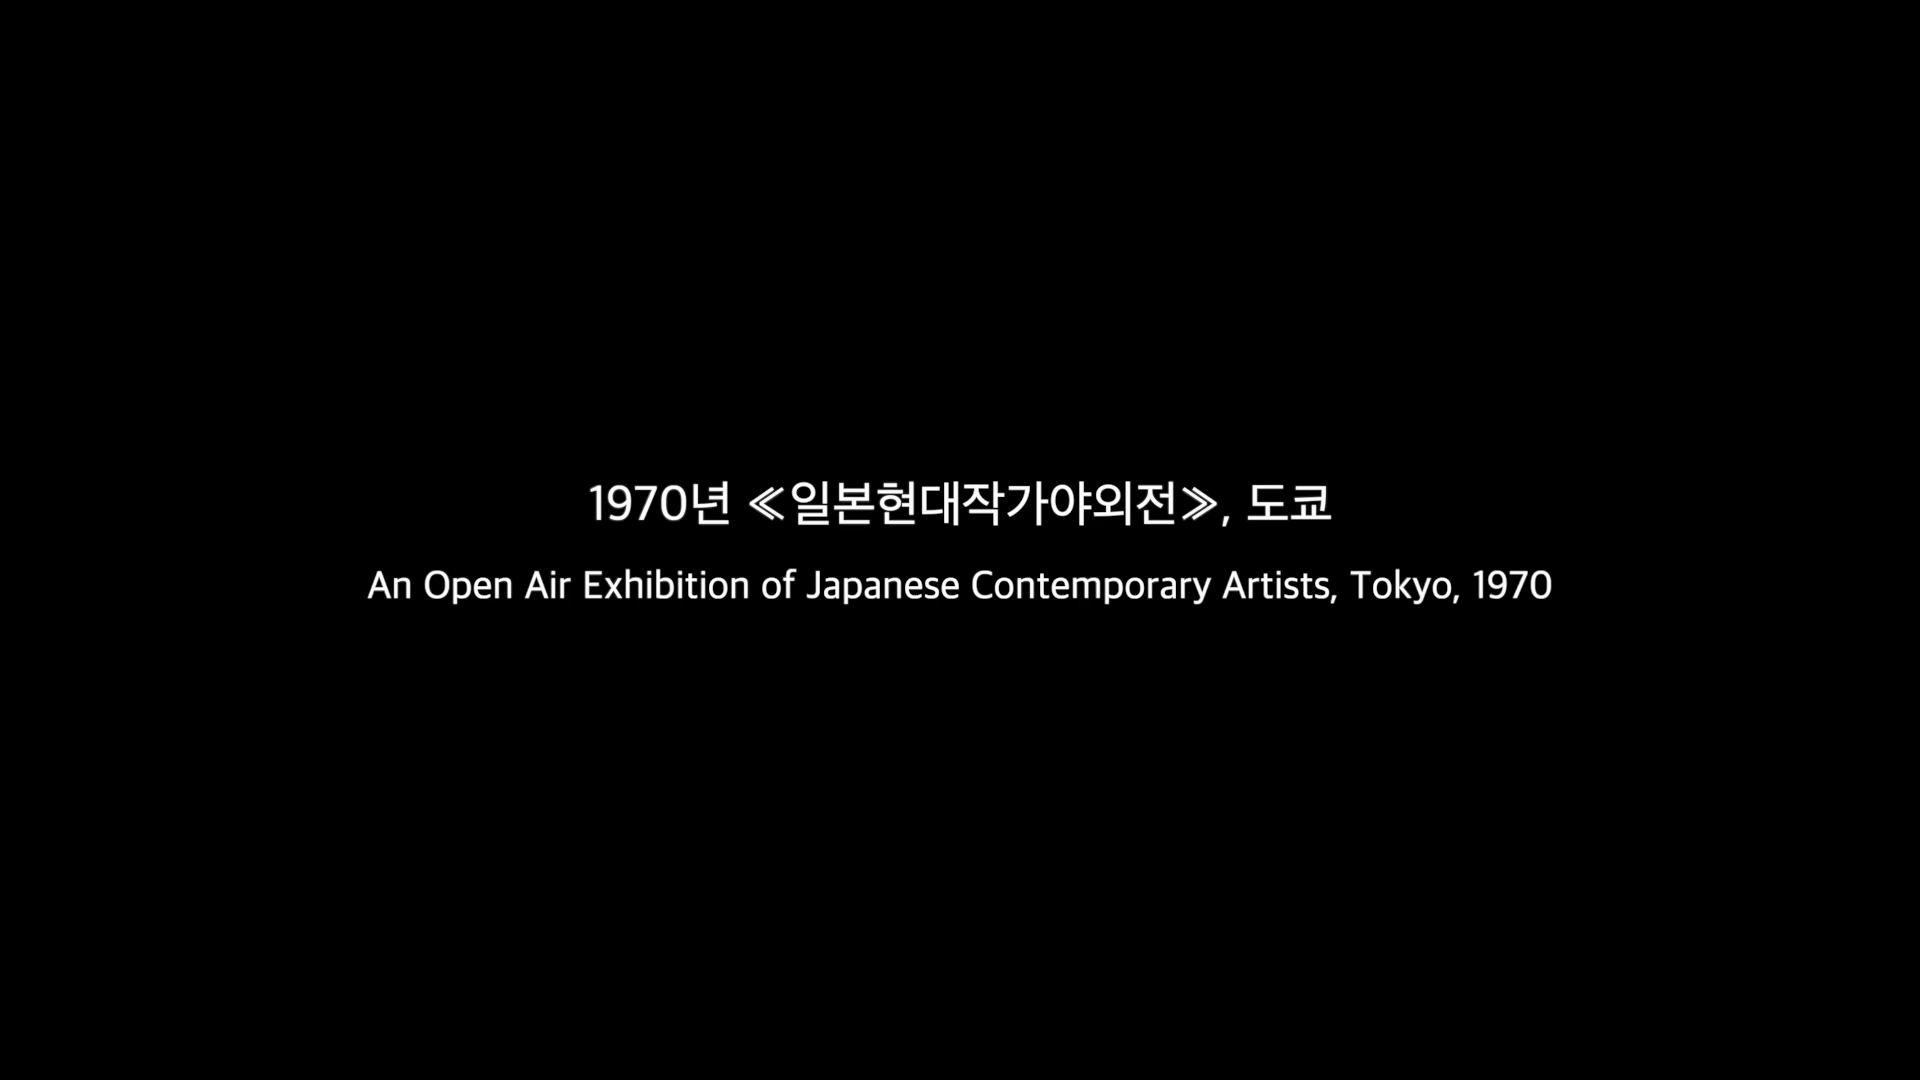 1970년 ≪일본현대작가야외전≫, 도쿄
An Open Air Exhibition of Japanese Contemporary Artists, Tokyo, 1970